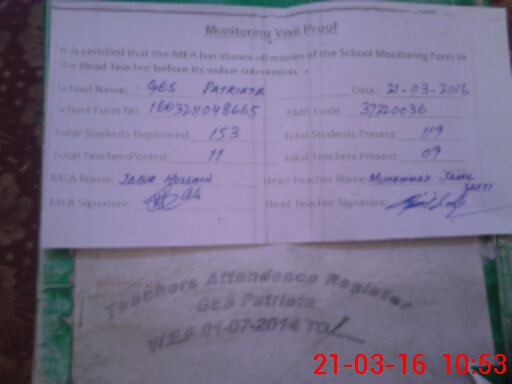 Monitoring Visit Proof
It is certified that the MEA has shown all entries of the School Monitoring Form to
the Head Teacher before its online submission.
School Name: GES PATRIATA Date: 21-03-2016
School Form No: 160321048665 EMIS Code: 37220036
Total Students Registered: 153 Total Students Present: 119
Total Teachers Posted: 11 Total Teachers Present: 09
MEA Name: JABIR HUSSAIN Head Teacher Name: MUHAMMAD JAMIL
SATTI
MEA Signature: Head Teacher Signature:
Teachers Attendence Register
GES Patriata
W.E.F 01-07-2014 TO
21-03-16 10:53